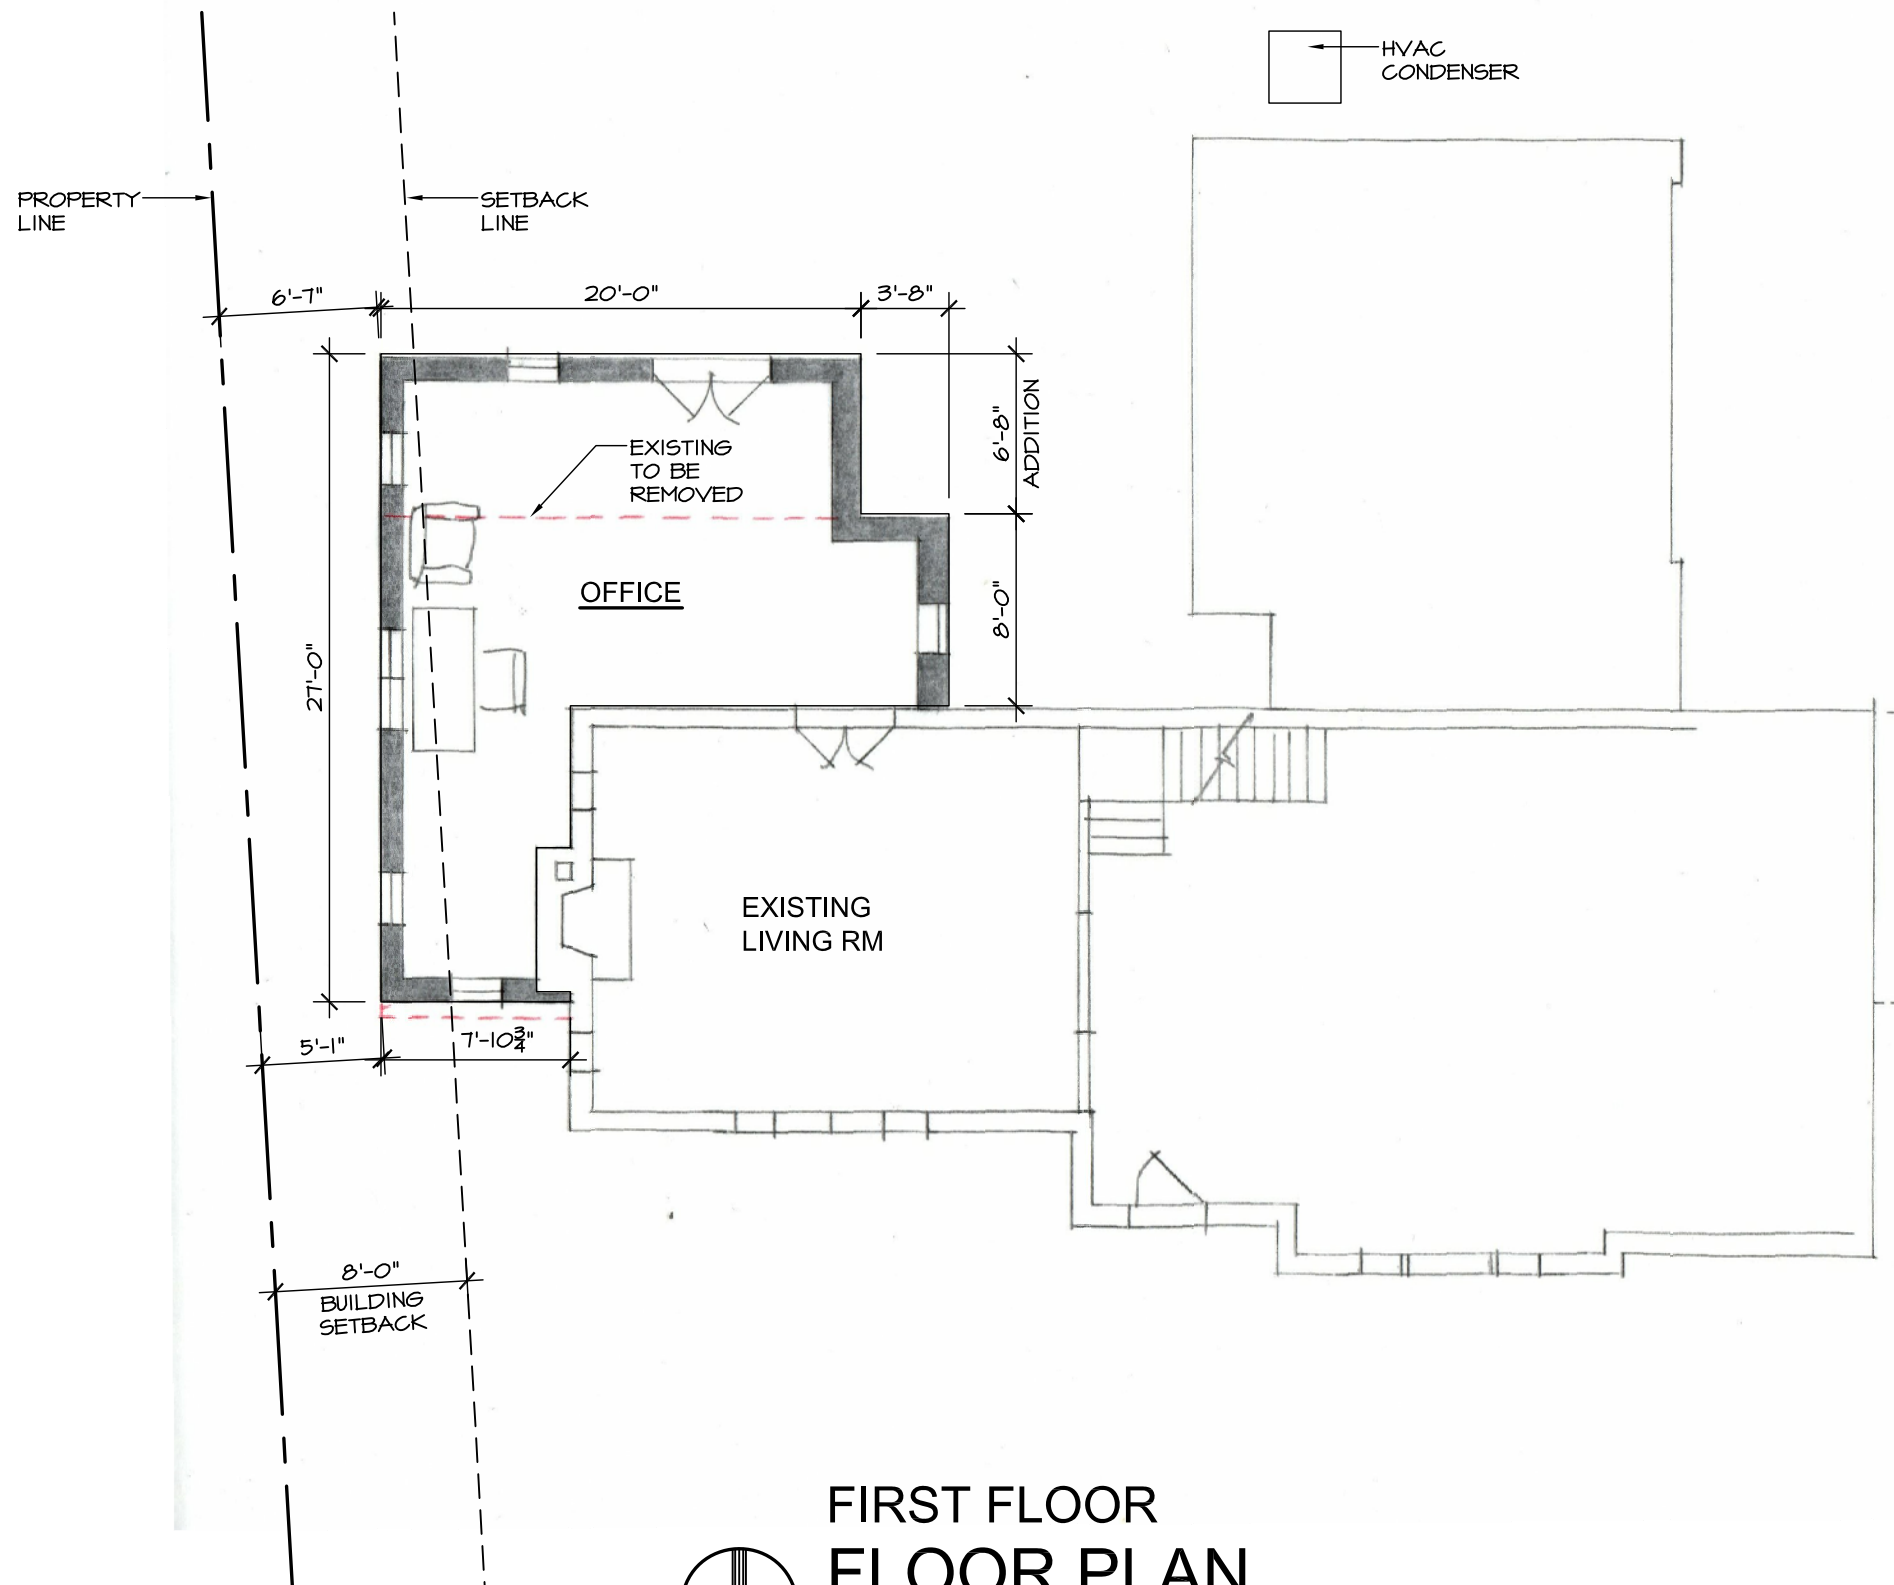 HVAC
CONDENSER
PROPERTY
LINE
SETBACK
LINE
6'-7"
20'-0"
3'-8"
6'-8"
ADDITION
EXISTING
TO BE
REMOVED
OFFICE
8'-0"
27'-0"
EXISTING
LIVING RM
5'-1"
7'-10¾"
8'-0"
BUILDING
SETBACK
FIRST FLOOR
FLOOR PLAN